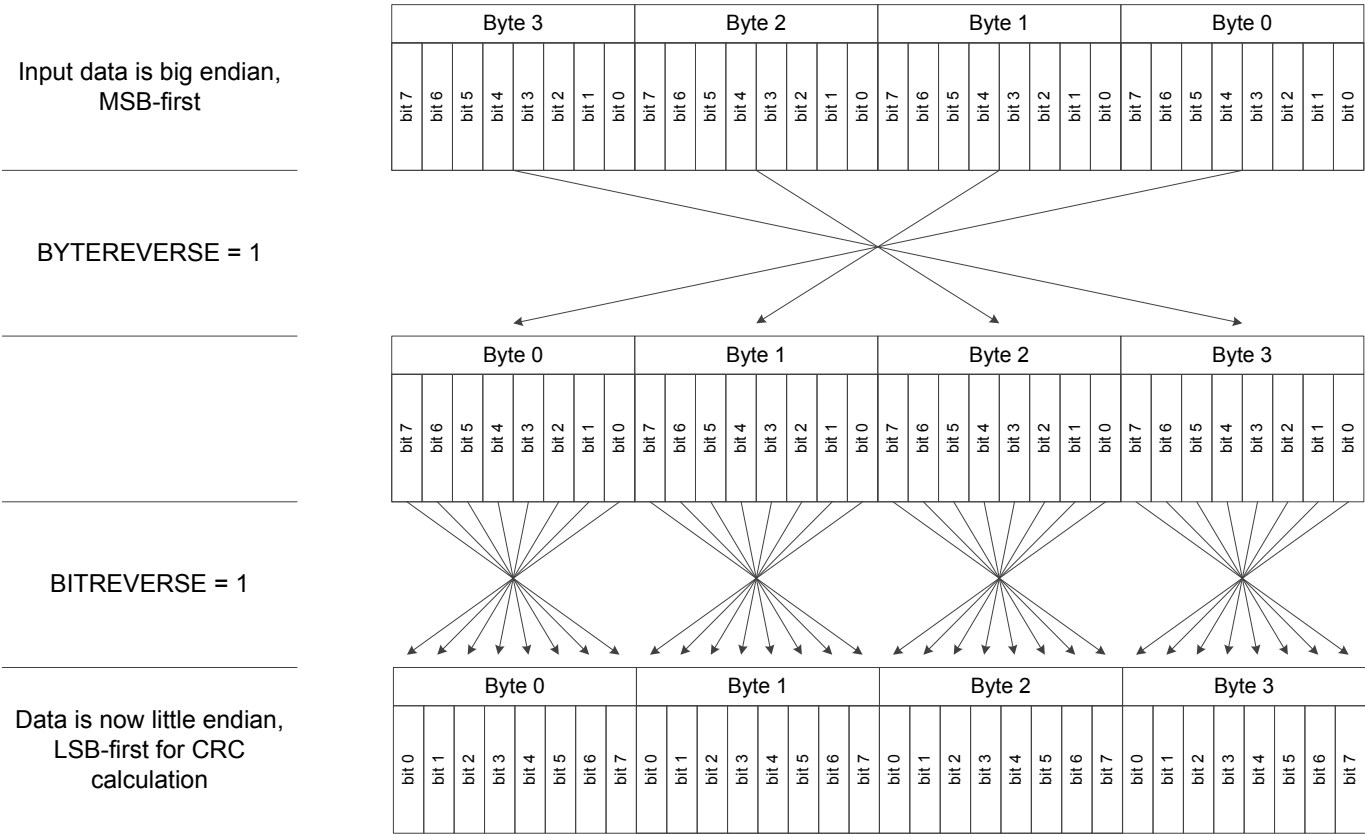 Byte 3 Byte 2 Byte 1 Byte 0
Input data is big endian,
MSB-first
bit 7 bit 6 bit 5 bit 4 bit 3 bit 2 bit 1 bit 0 bit 7 bit 6 bit 5 bit 4 bit 3 bit 2 bit 1 bit 0 bit 7 bit 6 bit 5 bit 4 bit 3 bit 2 bit 1 bit 0 bit 7 bit 6 bit 5 bit 4 bit 3 bit 2 bit 1 bit 0
BYTEREVERSE = 1
Byte 0 Byte 1 Byte 2 Byte 3
bit 7 bit 6 bit 5 bit 4 bit 3 bit 2 bit 1 bit 0 bit 7 bit 6 bit 5 bit 4 bit 3 bit 2 bit 1 bit 0 bit 7 bit 6 bit 5 bit 4 bit 3 bit 2 bit 1 bit 0 bit 7 bit 6 bit 5 bit 4 bit 3 bit 2 bit 1 bit 0
BITREVERSE = 1
Byte 0 Byte 1 Byte 2 Byte 3
Data is now little endian,
LSB-first for CRC
calculation
bit 0 bit 1 bit 2 bit 3 bit 4 bit 5 bit 6 bit 7 bit 0 bit 1 bit 2 bit 3 bit 4 bit 5 bit 6 bit 7 bit 0 bit 1 bit 2 bit 3 bit 4 bit 5 bit 6 bit 7 bit 0 bit 1 bit 2 bit 3 bit 4 bit 5 bit 6 bit 7